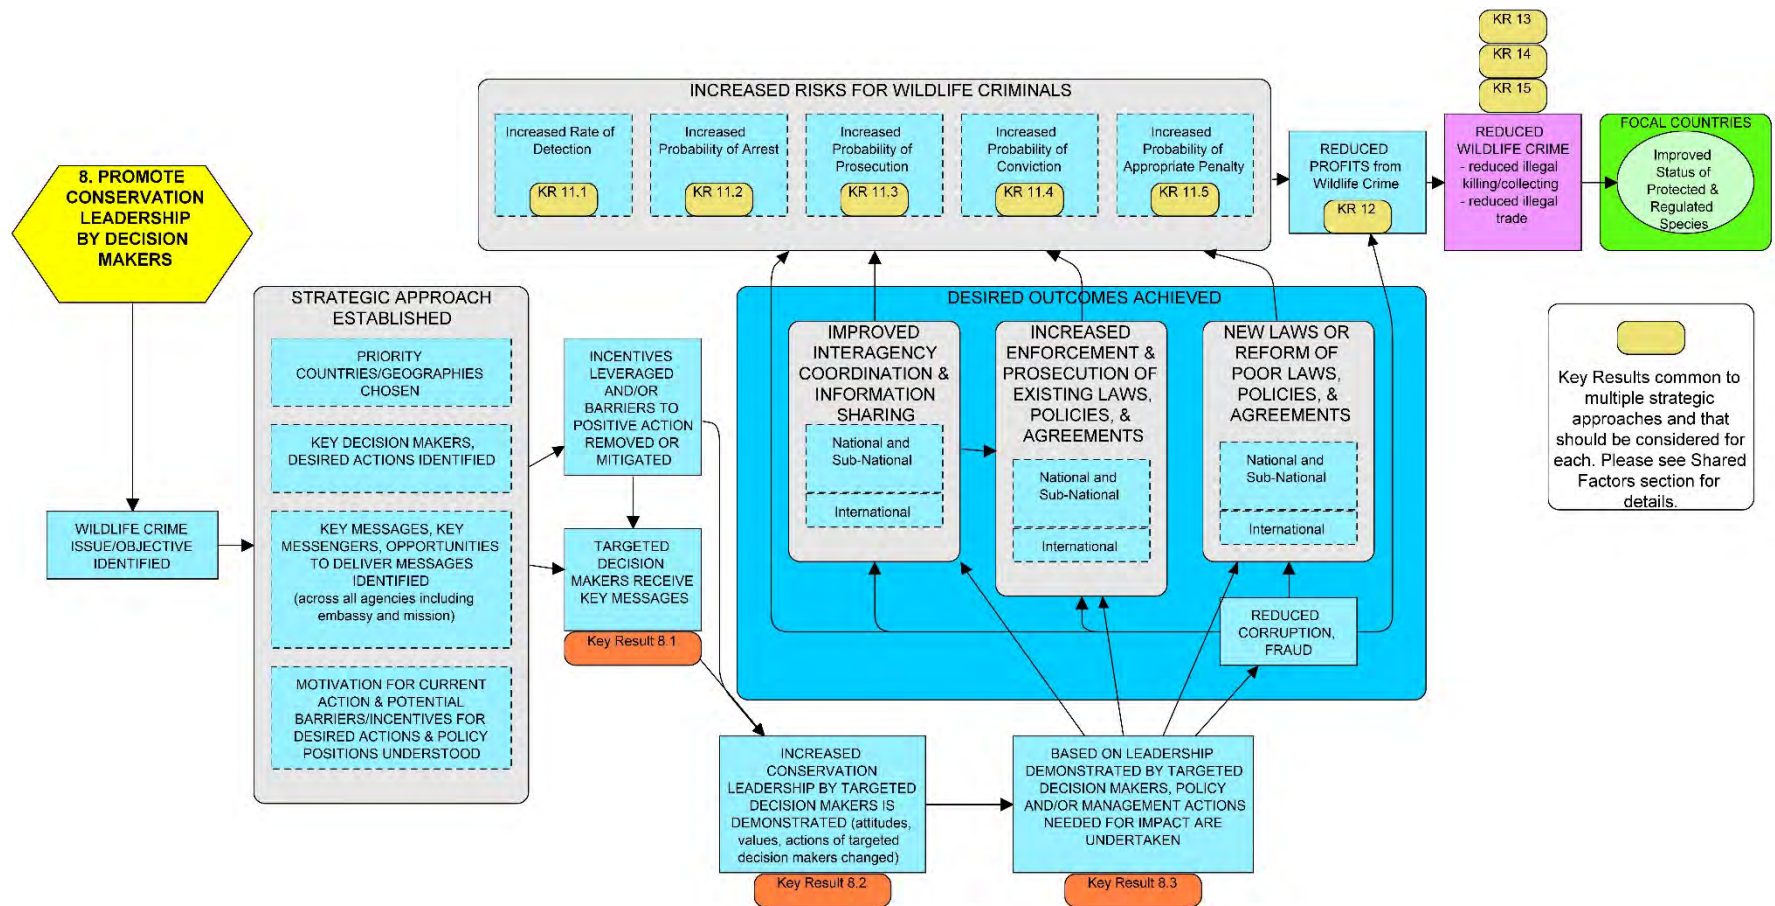 8. PROMOTE
CONSERVATION
LEADERSHIP
BY DECISION
MAKERS
WILDLIFE CRIME
ISSUE/OBJECTIVE
IDENTIFIED
STRATEGIC APPROACH
ESTABLISHED
PRIORITY
COUNTRIES/GEOGRAPHIES
CHOSEN
KEY DECISION MAKERS,
DESIRED ACTIONS IDENTIFIED
KEY MESSAGES, KEY
MESSENGERS, OPPORTUNITIES
TO DELIVER MESSAGES
IDENTIFIED
(across all agencies including
embassy and mission)
MOTIVATION FOR CURRENT
ACTION & POTENTIAL
BARRIERS/INCENTIVES FOR
DESIRED ACTIONS & POLICY
POSITIONS UNDERSTOOD
INCENTIVES
LEVERAGED
AND/OR
BARRIERS TO
POSITIVE ACTION
REMOVED OR
MITIGATED
TARGETED
DECISION
MAKERS RECEIVE
KEY MESSAGES
Key Result 8.1
INCREASED
CONSERVATION
LEADERSHIP BY TARGETED
DECISION MAKERS IS
DEMONSTRATED (attitudes,
values, actions of targeted
decision makers changed)
Key Result 8.2
BASED ON LEADERSHIP
DEMONSTRATED BY TARGETED
DECISION MAKERS, POLICY
AND/OR MANAGEMENT ACTIONS
NEEDED FOR IMPACT ARE
UNDERTAKEN
Key Result 8.3
DESIRED OUTCOMES ACHIEVED
IMPROVED
INTERAGENCY
COORDINATION &
INFORMATION
SHARING
National and
Sub-National
International
INCREASED
ENFORCEMENT &
PROSECUTION OF
EXISTING LAWS,
POLICIES, &
AGREEMENTS
National and
Sub-National
International
NEW LAWS OR
REFORM OF
POOR LAWS,
POLICIES, &
AGREEMENTS
National and
Sub-National
International
REDUCED
CORRUPTION,
FRAUD
INCREASED RISKS FOR WILDLIFE CRIMINALS
Increased Rate of
Detection
KR 11.1
Increased
Probability of Arrest
KR 11.2
Increased
Probability of
Prosecution
KR 11.3
Increased
Probability of
Conviction
KR 11.4
Increased
Probability of
Appropriate Penalty
KR 11.5
REDUCED
PROFITS from
Wildlife Crime
KR 12
KR 13
KR 14
KR 15
REDUCED
WILDLIFE CRIME
- reduced illegal
killing/collecting
- reduced illegal
trade
FOCAL COUNTRIES
Improved
Status of
Protected &
Regulated
Species
Key Results common to
multiple strategic
approaches and that
should be considered for
each. Please see Shared
Factors section for
details.